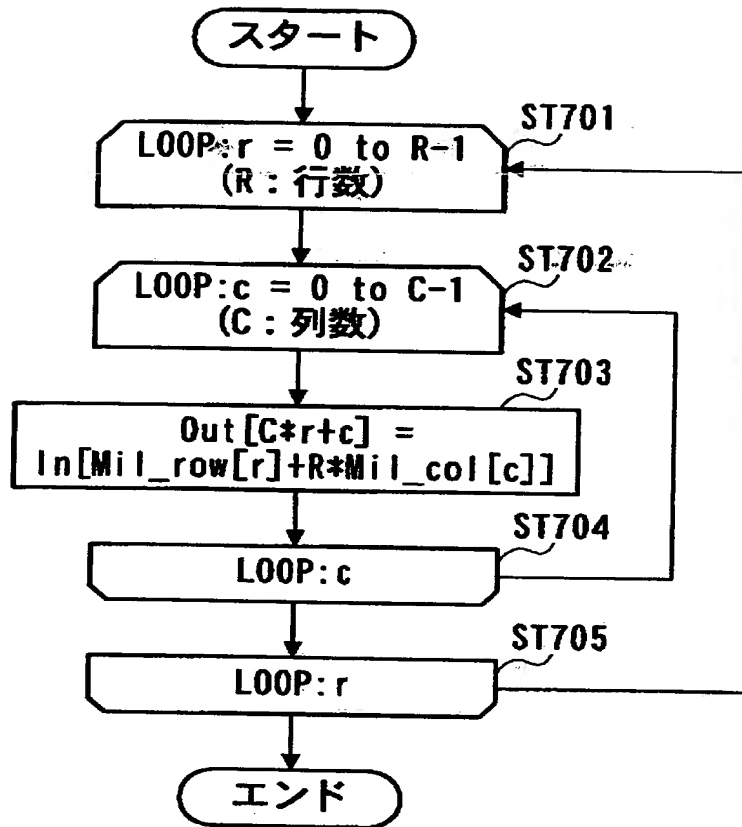 スタート
ST701
LOOP:r = 0 to R-1
(R:行数)
ST702
LOOP:c = 0 to C-1
(C:列数)
ST703
Out[C*r+c] =
In[Mil_row[r]+R*Mil_col[c]]
ST704
LOOP:c
ST705
LOOP:r
エンド